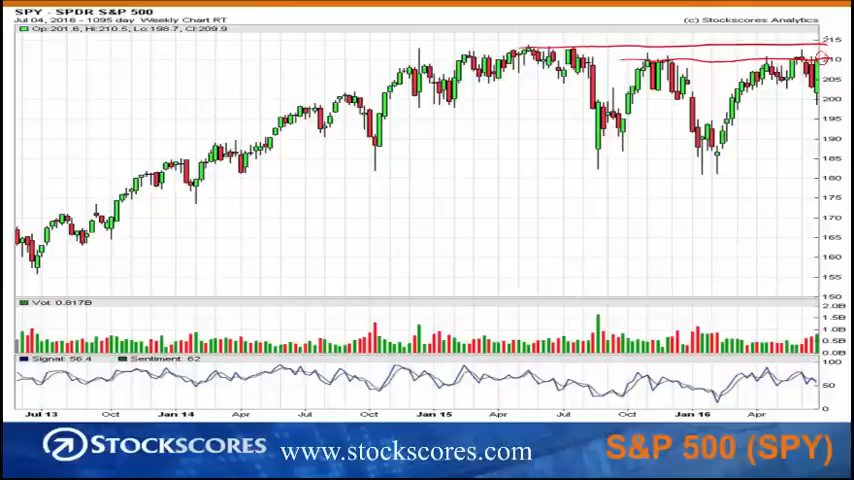 SPY - SPDR S&P 500
Jul 04, 2016 - 1095 day Weekly Chart RT
(c) Stockscores Analytics
Op:201.6, Hi:210.5, Lo:198.7, Cl:209.9
215
210
205
200
195
190
185
180
175
170
165
160
155
150
Vol: 0.817B
2.0B
1.5B
1.0B
0.5B
0.0B
Signal: 56.4 Sentiment: 62
100
50
0
Jul 13 Oct Jan 14 Apr Jul Oct Jan 15 Apr Jul Oct Jan 16 Apr
STOCKSCORES www.stockscores.com S&P 500 (SPY)